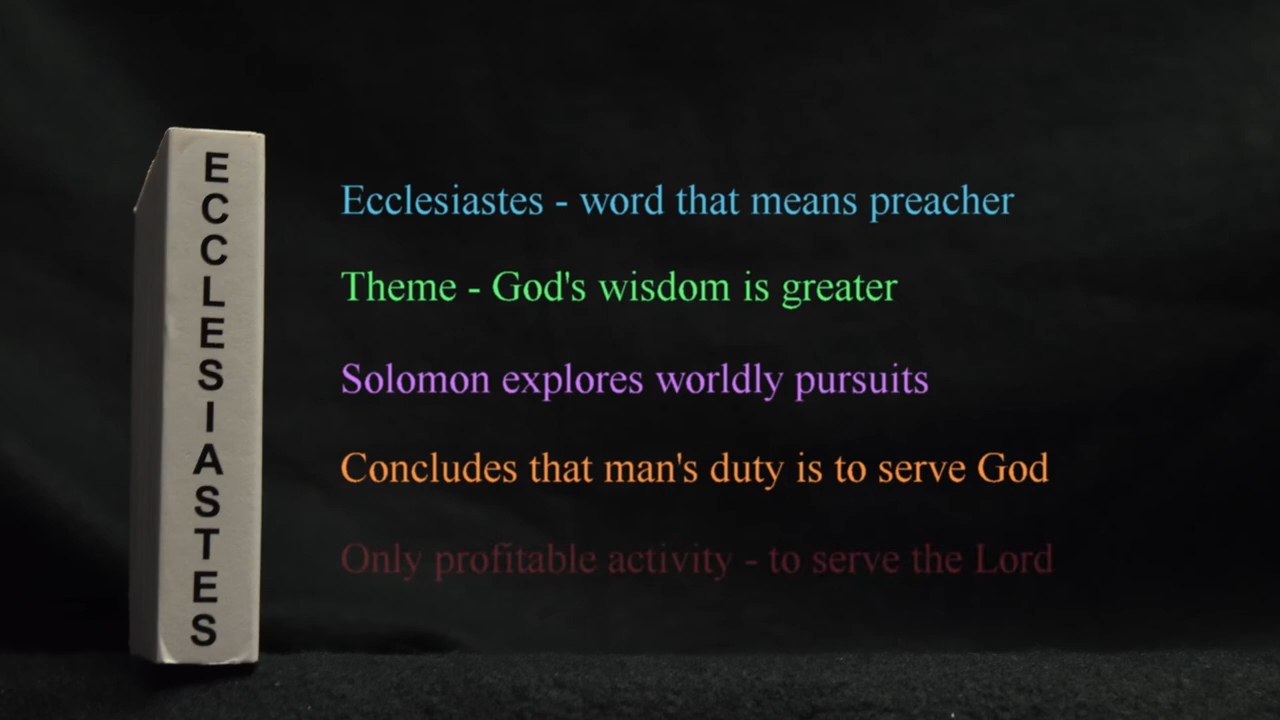 ECCLESIASTES
Ecclesiastes - word that means preacher
Theme - God's wisdom is greater
Solomon explores worldly pursuits
Concludes that man's duty is to serve God
Only profitable activity - to serve the Lord